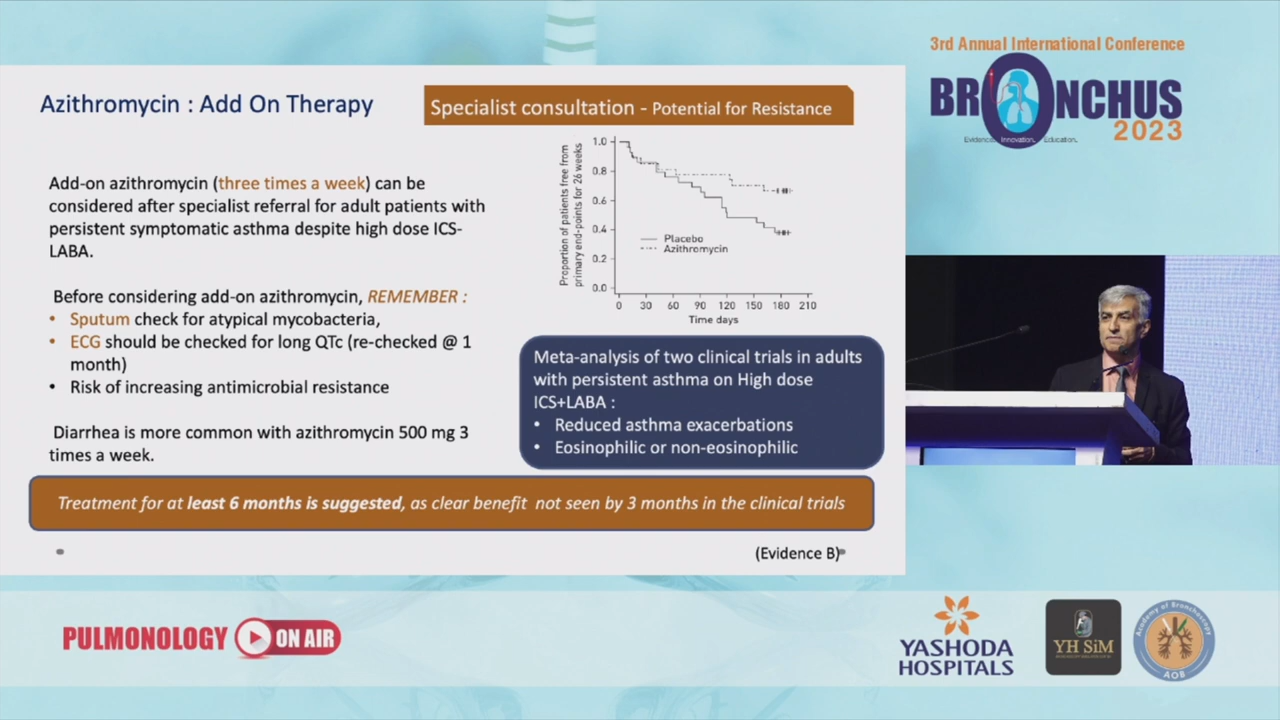 3rd Annual International Conference
BRONCHUS
2023
Evidence. Innovation. Education.
Azithromycin : Add On Therapy
Specialist consultation - Potential for Resistance
Add-on azithromycin (three times a week) can be
considered after specialist referral for adult patients with
persistent symptomatic asthma despite high dose ICS-
LABA.
Before considering add-on azithromycin, REMEMBER :
• Sputum check for atypical mycobacteria,
• ECG should be checked for long QTc (re-checked @ 1
month)
• Risk of increasing antimicrobial resistance
Diarrhea is more common with azithromycin 500 mg 3
times a week.
Proportion of patients free from
primary end-points for 26 weeks
1.0
0.8
0.6
0.4
0.2
0.0
Placebo
Azithromycin
0 30 60 90 120 150 180 210
Time days
Meta-analysis of two clinical trials in adults
with persistent asthma on High dose
ICS+LABA :
• Reduced asthma exacerbations
• Eosinophilic or non-eosinophilic
Treatment for at least 6 months is suggested, as clear benefit not seen by 3 months in the clinical trials
(Evidence B)
PULMONOLOGY ON AIR
YASHODA
HOSPITALS
YH SiM
Academy of Bronchoscopy
AOB